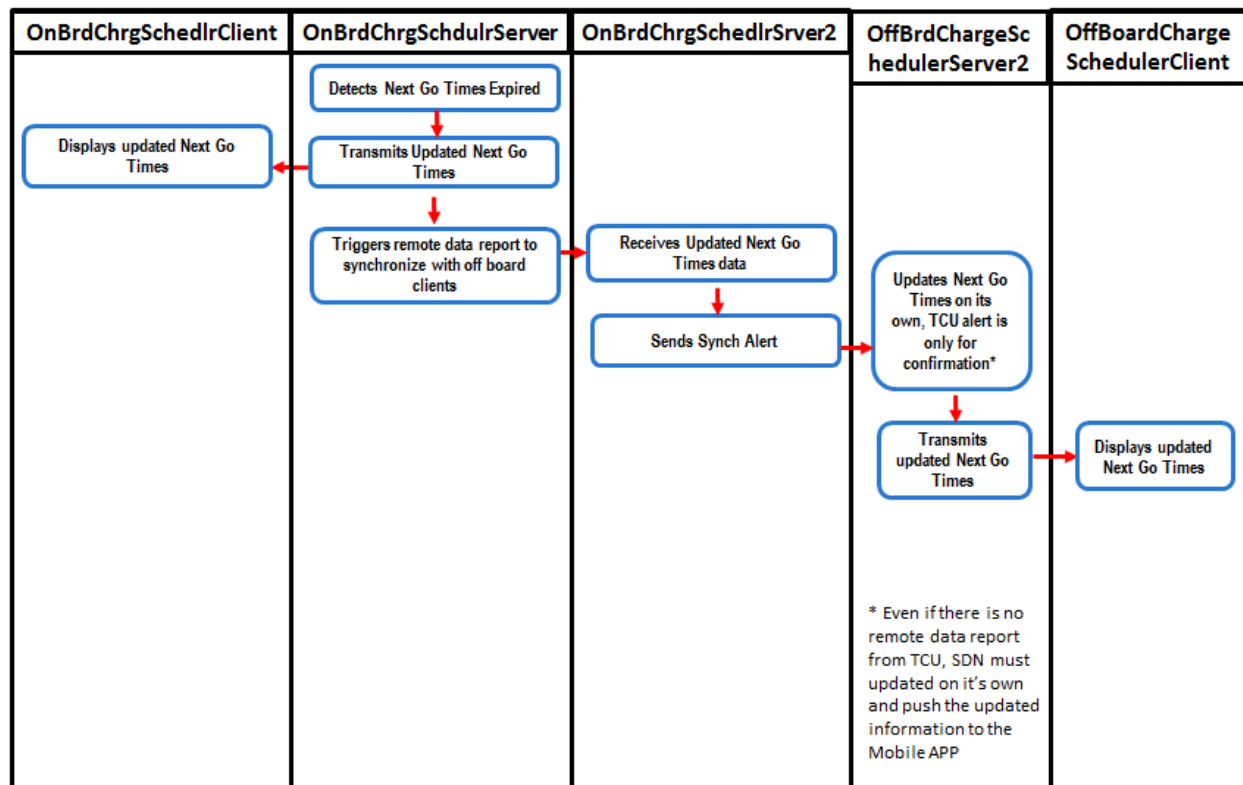 OnBrdChrgSchedlrClient
OnBrdChrgSchdulrServer
OnBrdChrgSchedlrSrver2
OffBrdChargeSc
hedulerServer2
OffBoardCharge
SchedulerClient
Detects Next Go Times Expired
Displays updated Next Go
Times
Transmits Updated Next Go
Times
Triggers remote data report to
synchronize with off board
clients
Receives Updated Next Go
Times data
Sends Synch Alert
Updates Next Go
Times on its
own, TCU alert is
only for
confirmation*
Transmits
updated Next Go
Times
Displays updated
Next Go Times
* Even if there is no
remote data report
from TCU, SDN must
updated on it's own
and push the updated
information to the
Mobile APP